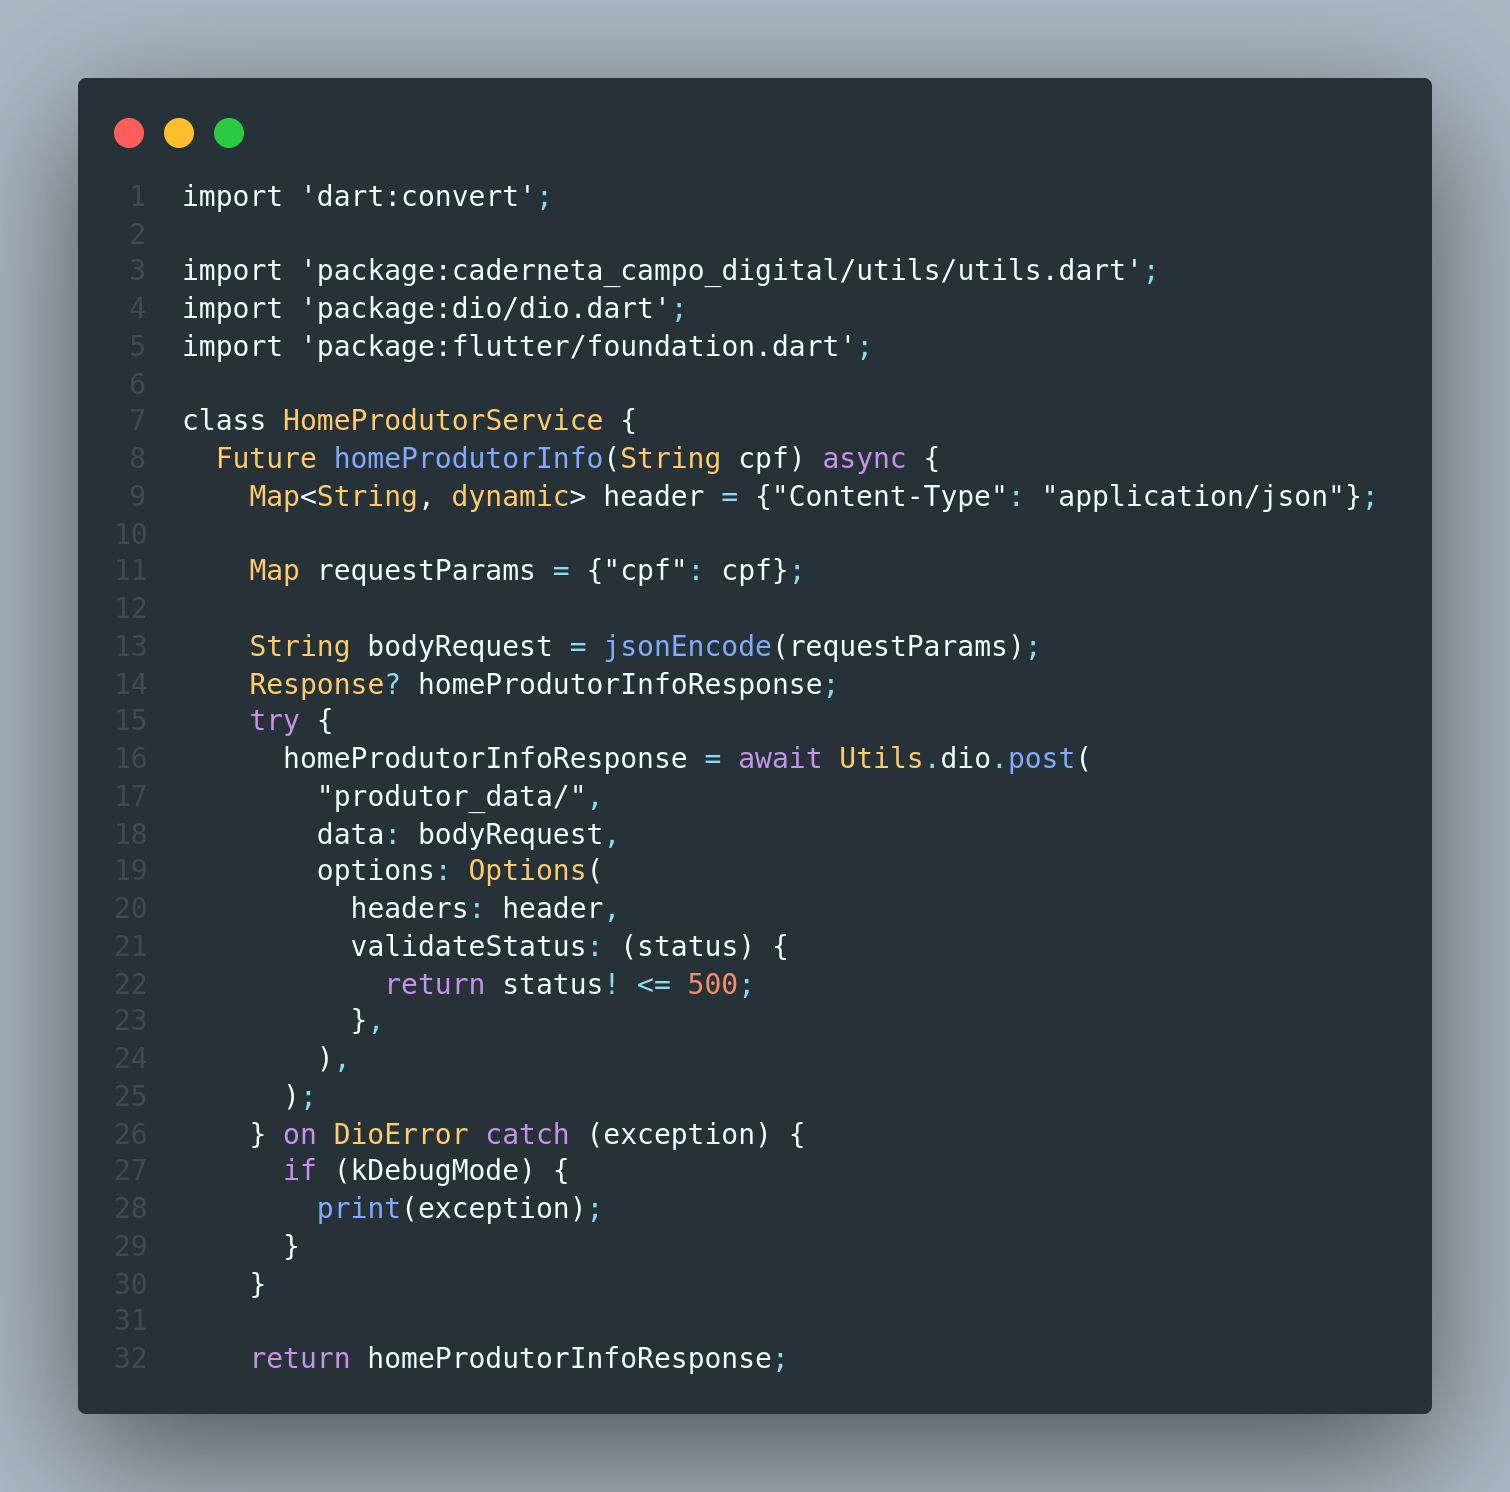 1 import 'dart:convert';
2
3 import 'package:caderneta_campo_digital/utils/utils.dart';
4 import 'package:dio/dio.dart';
5 import 'package:flutter/foundation.dart';
6
7 class HomeProdutorService {
8   Future homeProdutorInfo(String cpf) async {
9     Map<String, dynamic> header = {"Content-Type": "application/json"};
10
11     Map requestParams = {"cpf": cpf};
12
13     String bodyRequest = jsonEncode(requestParams);
14     Response? homeProdutorInfoResponse;
15     try {
16       homeProdutorInfoResponse = await Utils.dio.post(
17         "produtor_data/",
18         data: bodyRequest,
19         options: Options(
20           headers: header,
21           validateStatus: (status) {
22             return status! <= 500;
23           },
24         ),
25       );
26     } on DioError catch (exception) {
27       if (kDebugMode) {
28         print(exception);
29       }
30     }
31
32     return homeProdutorInfoResponse;